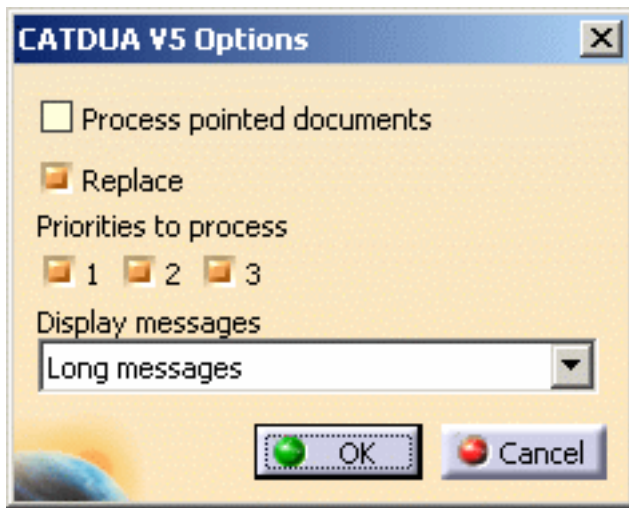 CATDUA V5 Options
Process pointed documents
Replace
Priorities to process
1 2 3
Display messages
Long messages
OK Cancel